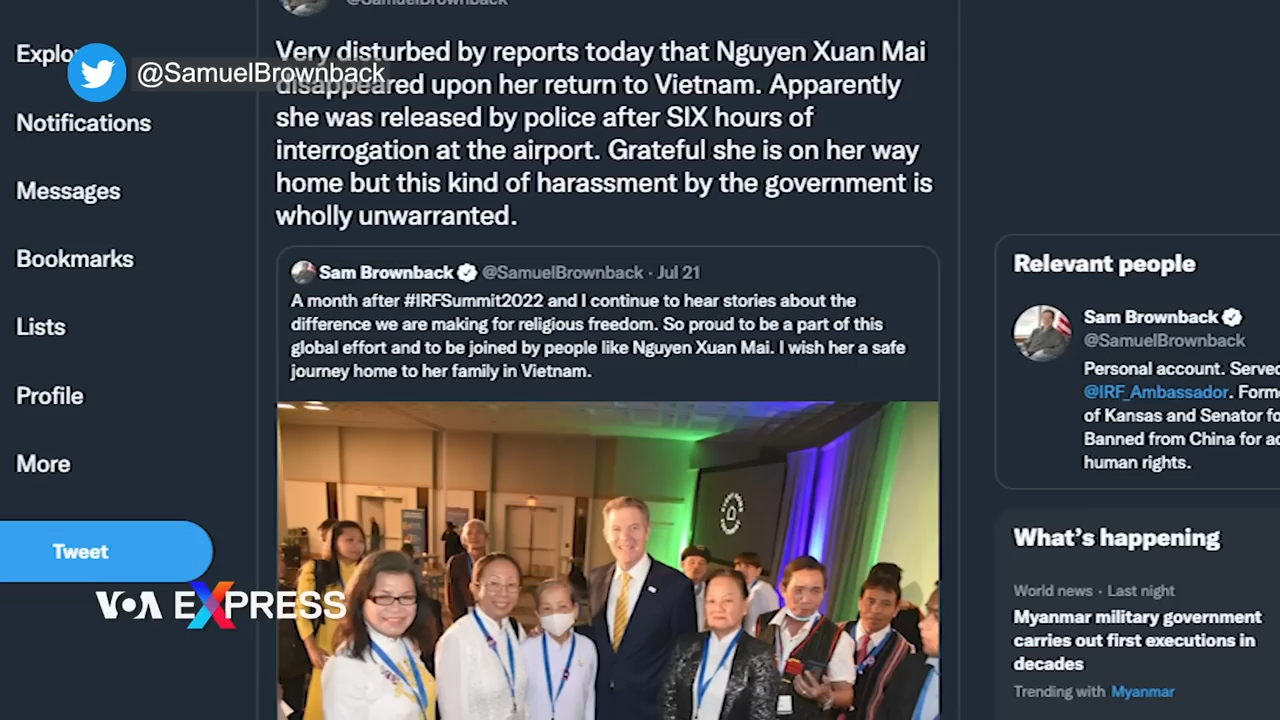 @SamuelBrownback
@SamuelBrownback
Notifications
Messages
Bookmarks
Lists
Profile
More
Tweet
VOA EXPRESS
Very disturbed by reports today that Nguyen Xuan Mai
disappeared upon her return to Vietnam. Apparently
she was released by police after SIX hours of
interrogation at the airport. Grateful she is on her way
home but this kind of harassment by the government is
wholly unwarranted.
Sam Brownback @SamuelBrownback · Jul 21
A month after #IRFSummit2022 and I continue to hear stories about the
difference we are making for religious freedom. So proud to be a part of this
global effort and to be joined by people like Nguyen Xuan Mai. I wish her a safe
journey home to her family in Vietnam.
Relevant people
Sam Brownback
@SamuelBrownback
Personal account. Served
@IRF_Ambassador. Forme
of Kansas and Senator fo
Banned from China for ad
human rights.
What's happening
World news · Last night
Myanmar military government
carries out first executions in
decades
Trending with Myanmar